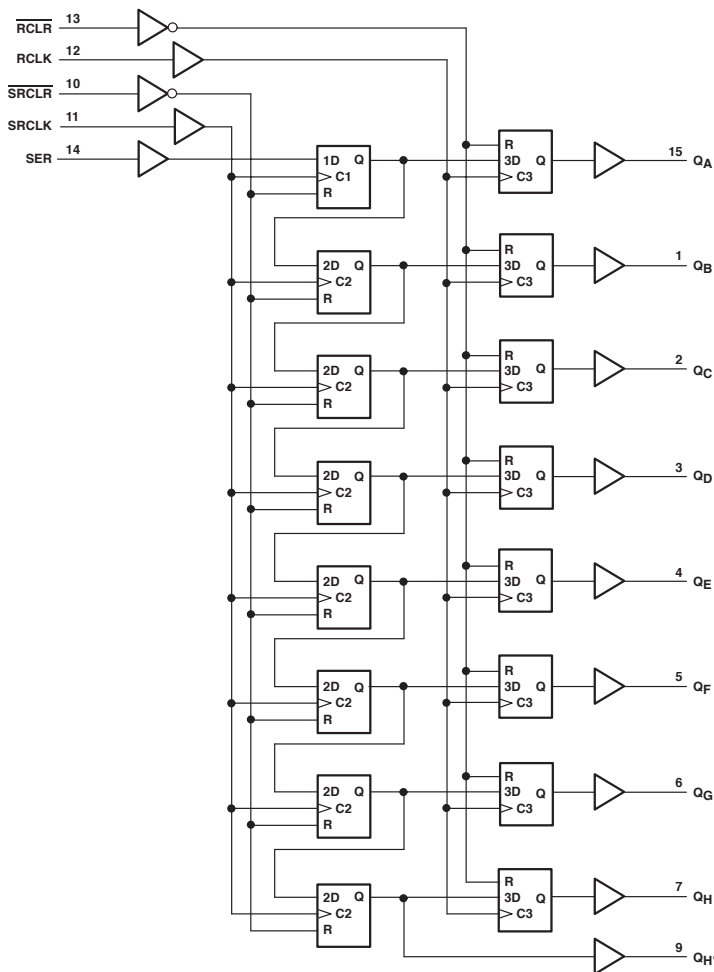 RCLR 13
RCLK 12
SRCLR 10
SRCLK 11
SER 14
1D Q
C1
R
R
3D Q
C3
15 QA
2D Q
C2
R
R
3D Q
C3
1 QB
2D Q
C2
R
R
3D Q
C3
2 QC
2D Q
C2
R
R
3D Q
C3
3 QD
2D Q
C2
R
R
3D Q
C3
4 QE
2D Q
C2
R
R
3D Q
C3
5 QF
2D Q
C2
R
R
3D Q
C3
6 QG
2D Q
C2
R
R
3D Q
C3
7 QH
9 QH'